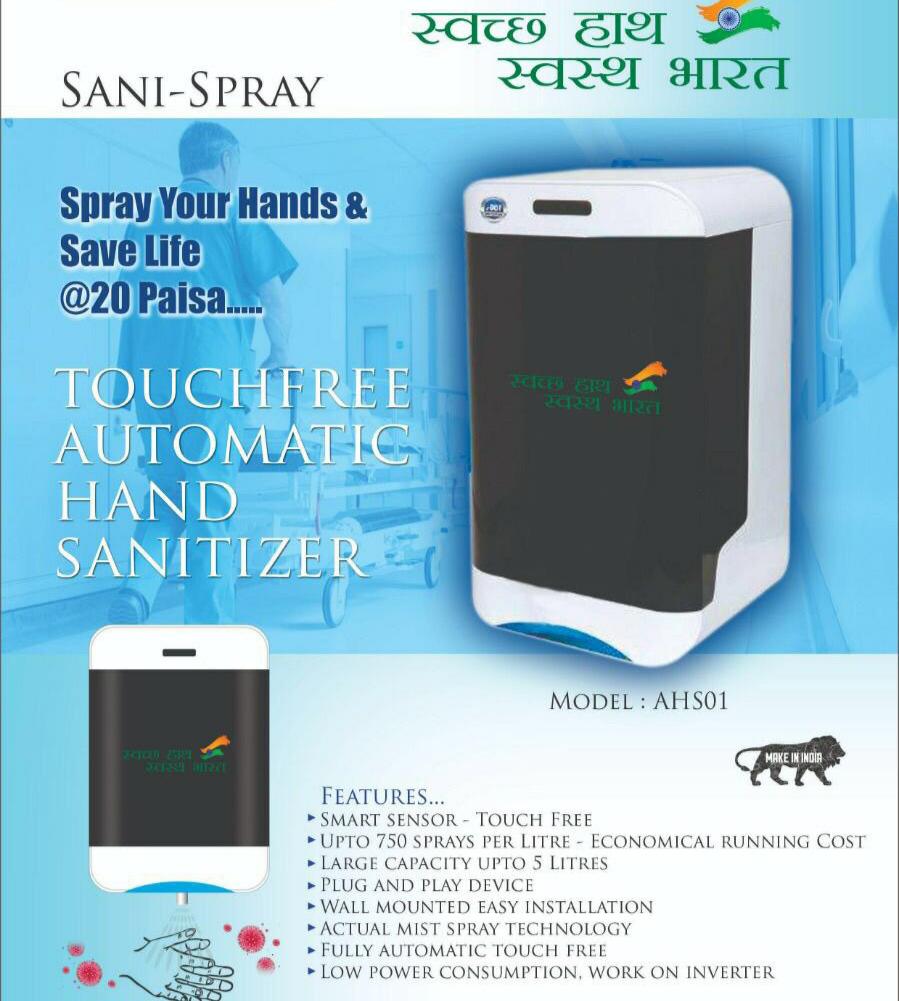 स्वच्छ हाथ
स्वस्थ भारत
SANI-SPRAY
Spray Your Hands &
Save Life
@20 Paisa.....
TOUCHFREE
AUTOMATIC
HAND
SANITIZER
स्वच्छ हाथ
स्वस्थ भारत
MODEL : AHS01
MAKE IN INDIA
स्वच्छ हाथ
स्वस्थ भारत
FEATURES...
SMART SENSOR - TOUCH FREE
UPTO 750 SPRAYS PER LITRE - ECONOMICAL RUNNING COST
LARGE CAPACITY UPTO 5 LITRES
PLUG AND PLAY DEVICE
WALL MOUNTED EASY INSTALLATION
ACTUAL MIST SPRAY TECHNOLOGY
FULLY AUTOMATIC TOUCH FREE
LOW POWER CONSUMPTION, WORK ON INVERTER